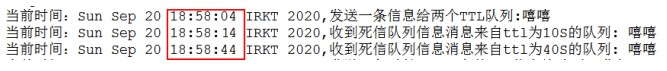 当前时间：Sun Sep 20 18:58:04 IRKT 2020,发送一条信息给两个TTL队列:嘻嘻
当前时间：Sun Sep 20 18:58:14 IRKT 2020,收到死信队列信息消息来自ttl为10S的队列: 嘻嘻
当前时间：Sun Sep 20 18:58:44 IRKT 2020,收到死信队列信息消息来自ttl为40S的队列: 嘻嘻